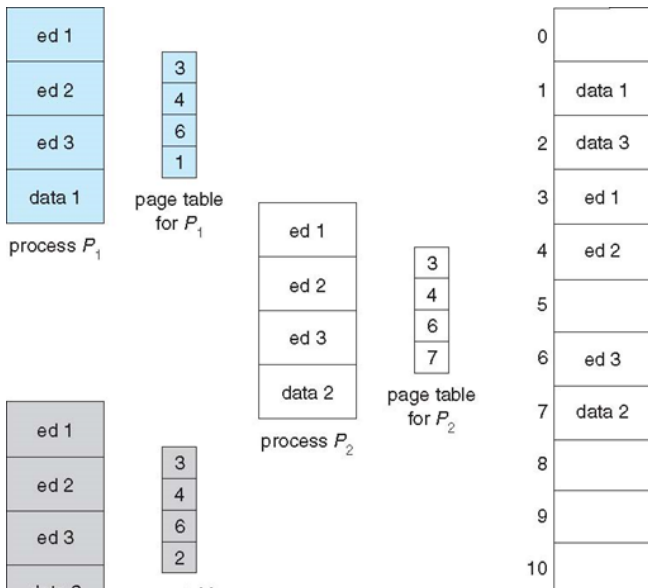 ed 1
ed 2
ed 3
data 1
process P1
3
4
6
1
page table
for P1
ed 1
ed 2
ed 3
data 2
process P2
3
4
6
7
page table
for P2
ed 1
ed 2
ed 3
3
4
6
2
0
1 data 1
2 data 3
3 ed 1
4 ed 2
5
6 ed 3
7 data 2
8
9
10